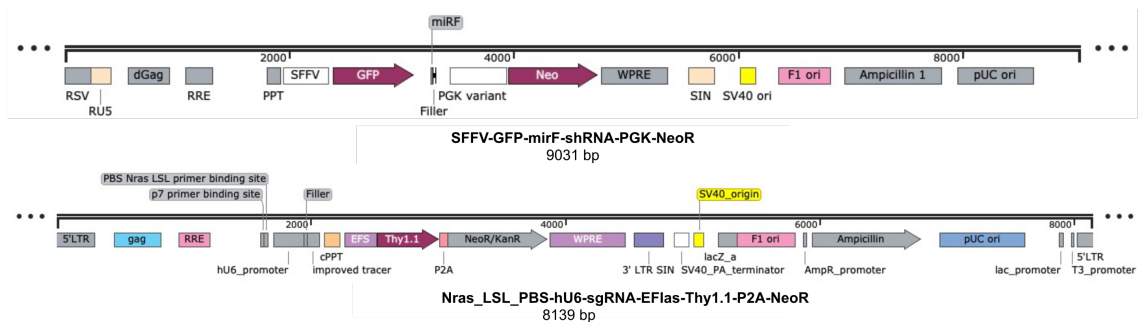 miRF
2000 4000 6000 8000
SFFV GFP Neo WPRE F1 ori Ampicillin 1 pUC ori
dGag
RSV RRE PPT PGK variant SIN SV40 ori
RU5 Filler
SFFV-GFP-mirF-shRNA-PGK-NeoR
9031 bp
PBS Nras LSL primer binding site
p7 primer binding site Filler SV40_origin
2000 4000 6000 8000
5'LTR gag RRE EFS Thy1.1 NeoR/KanR WPRE F1 ori Ampicillin pUC ori
cPPT lacZ_a 5'LTR
hU6_promoter improved tracer P2A 3' LTR SIN SV40_PA_terminator AmpR_promoter lac_promoter T3_promoter
Nras_LSL_PBS-hU6-sgRNA-EFlas-Thy1.1-P2A-NeoR
8139 bp